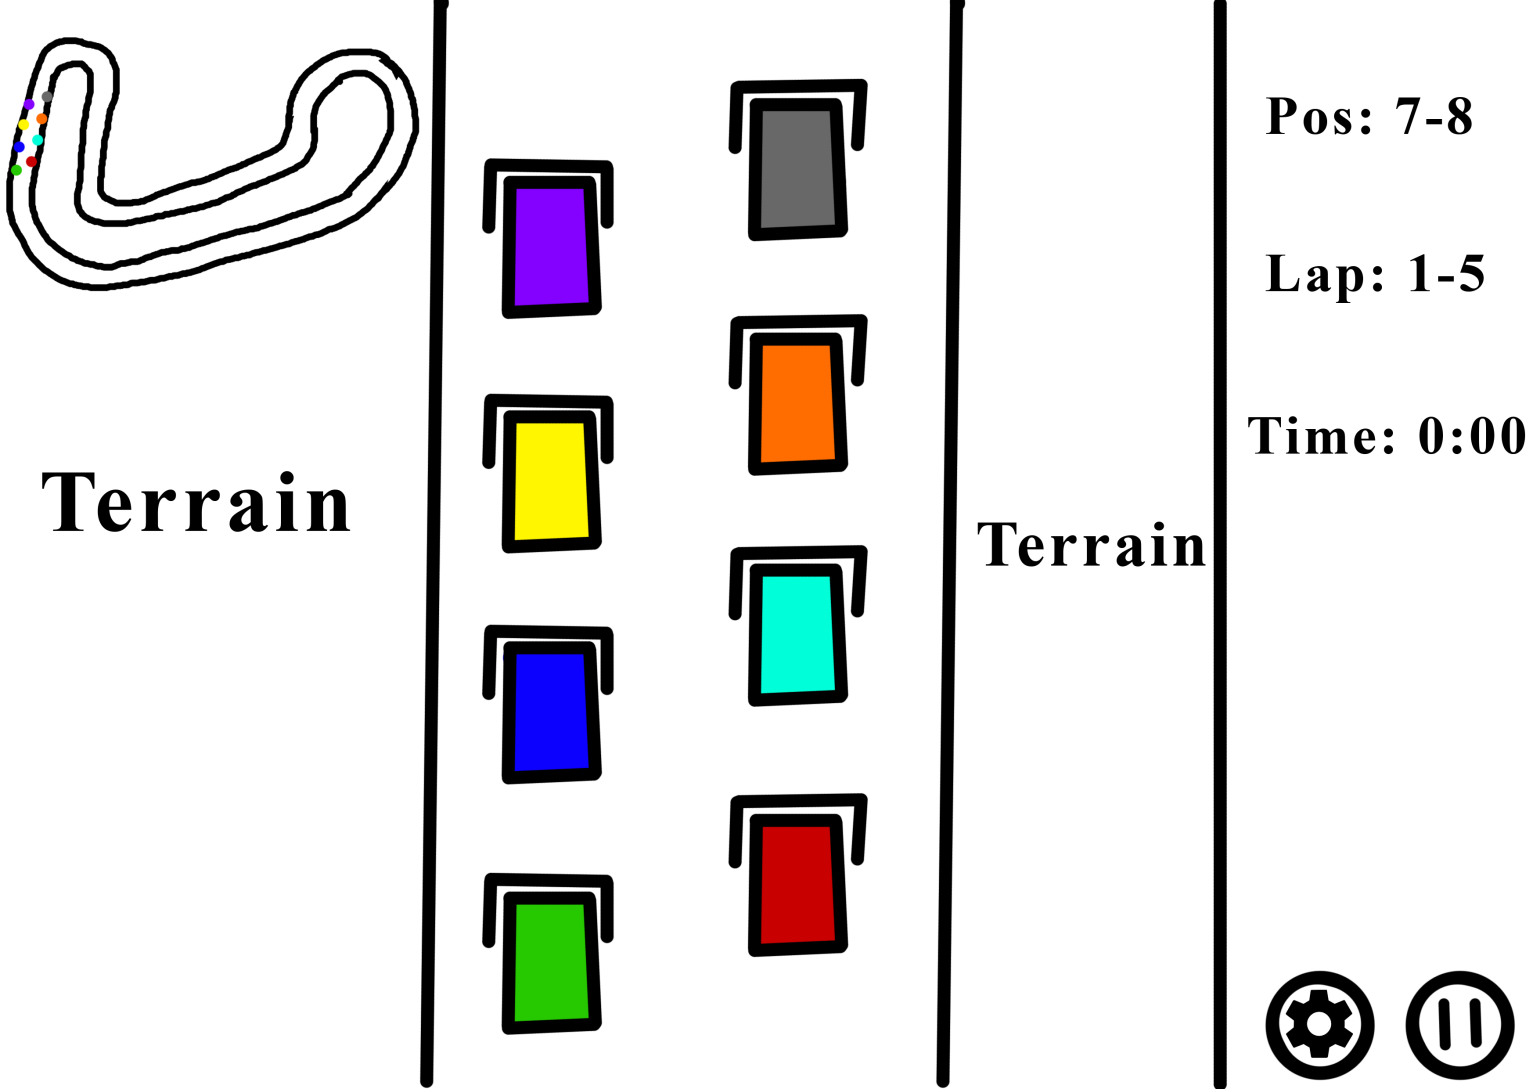 Pos: 7-8
Lap: 1-5
Time: 0:00
Terrain
Terrain